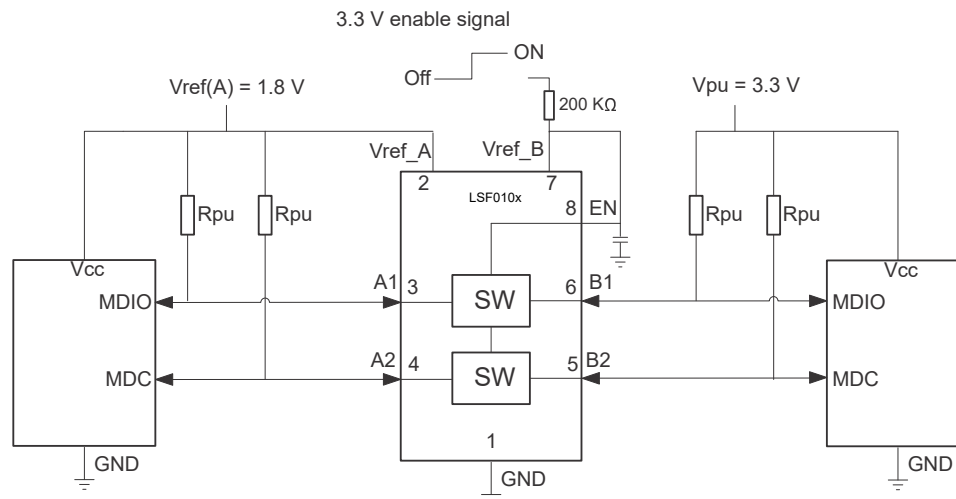 3.3 V enable signal
ON
Off
Vref(A) = 1.8 V
Vpu = 3.3 V
200 KΩ
Vref_A
Vref_B
2
7
LSF010x
8
EN
Rpu
Rpu
Rpu
Rpu
Vcc
Vcc
MDIO
A1
3
SW
6
B1
MDIO
MDC
A2
4
SW
5
B2
MDC
1
GND
GND
GND